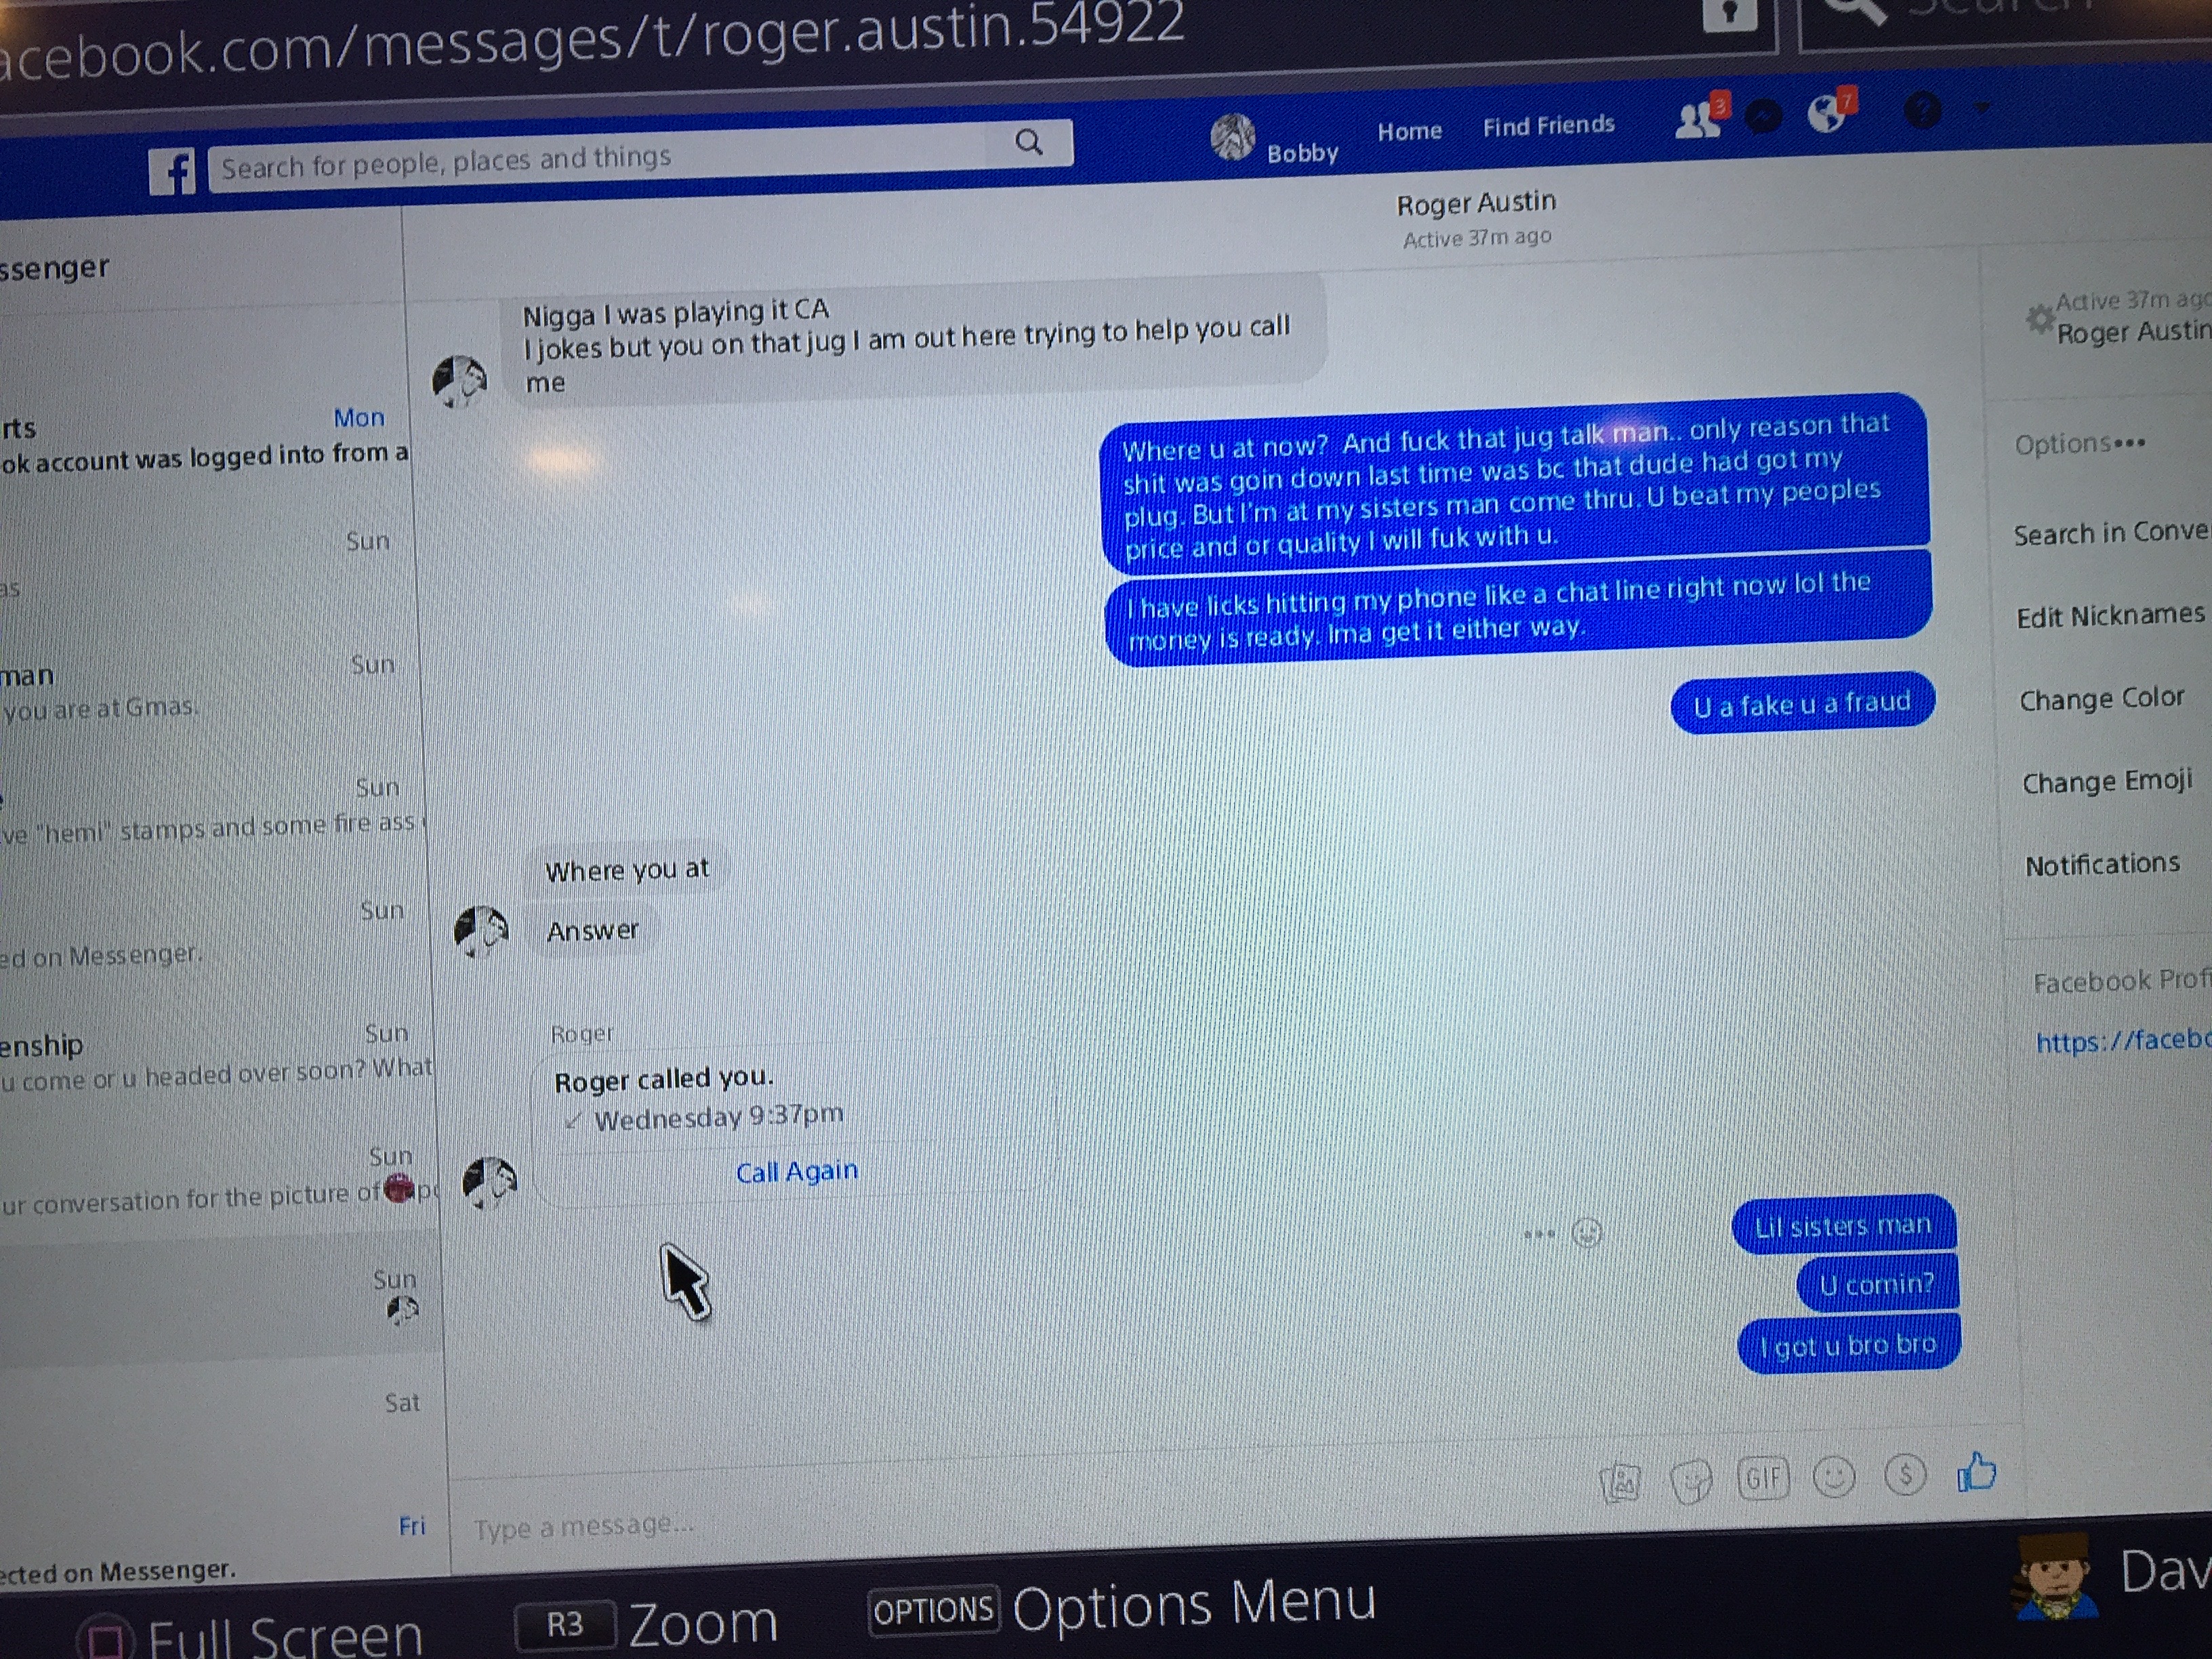 acebook.com/messages/t/roger.austin.54922
Search for people, places and things
Bobby
Home
Find Friends
3
7
?
ssenger
Roger Austin
Active 37m ago
rts
Mon
ok account was logged into from a
Sun
as
Sun
man
you are at Gmas.
Sun
ve "hemi" stamps and some fire ass
Sun
ed on Messenger.
Sun
enship
u come or u headed over soon? What
Sun
ur conversation for the picture of
Sun
Sat
Fri
ected on Messenger.
Nigga I was playing it CA
I jokes but you on that jug I am out here trying to help you call
me
Where u at now? And fuck that jug talk man.. only reason that
shit was goin down last time was bc that dude had got my
plug. But I'm at my sisters man come thru. U beat my peoples
price and or quality I will fuk with u.
I have licks hitting my phone like a chat line right now lol the
money is ready. Ima get it either way.
U a fake u a fraud
Where you at
Answer
Roger
Roger called you.
Wednesday 9:37pm
Call Again
Lil sisters man
U comin?
I got u bro bro
Type a message...
GIF
$
Active 37m ago
Roger Austin
Options•••
Search in Conve
Edit Nicknames
Change Color
Change Emoji
Notifications
Facebook Prof
https://facebo
Full Screen
R3 Zoom
OPTIONS Options Menu
Dav